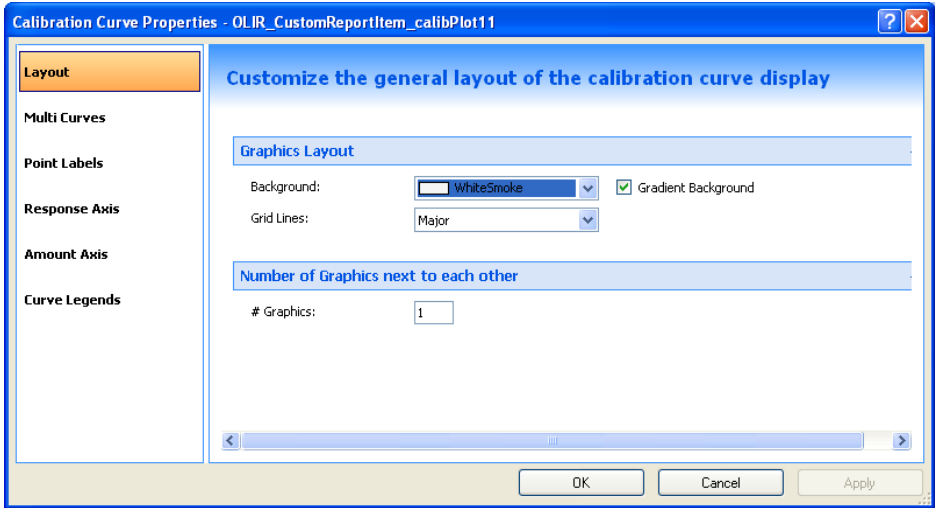 Calibration Curve Properties - OLIR_CustomReportItem_calibPlot11
Layout
Multi Curves
Point Labels
Response Axis
Amount Axis
Curve Legends
Customize the general layout of the calibration curve display
Graphics Layout
Background: WhiteSmoke Gradient Background
Grid Lines: Major
Number of Graphics next to each other
# Graphics: 1
OK Cancel Apply